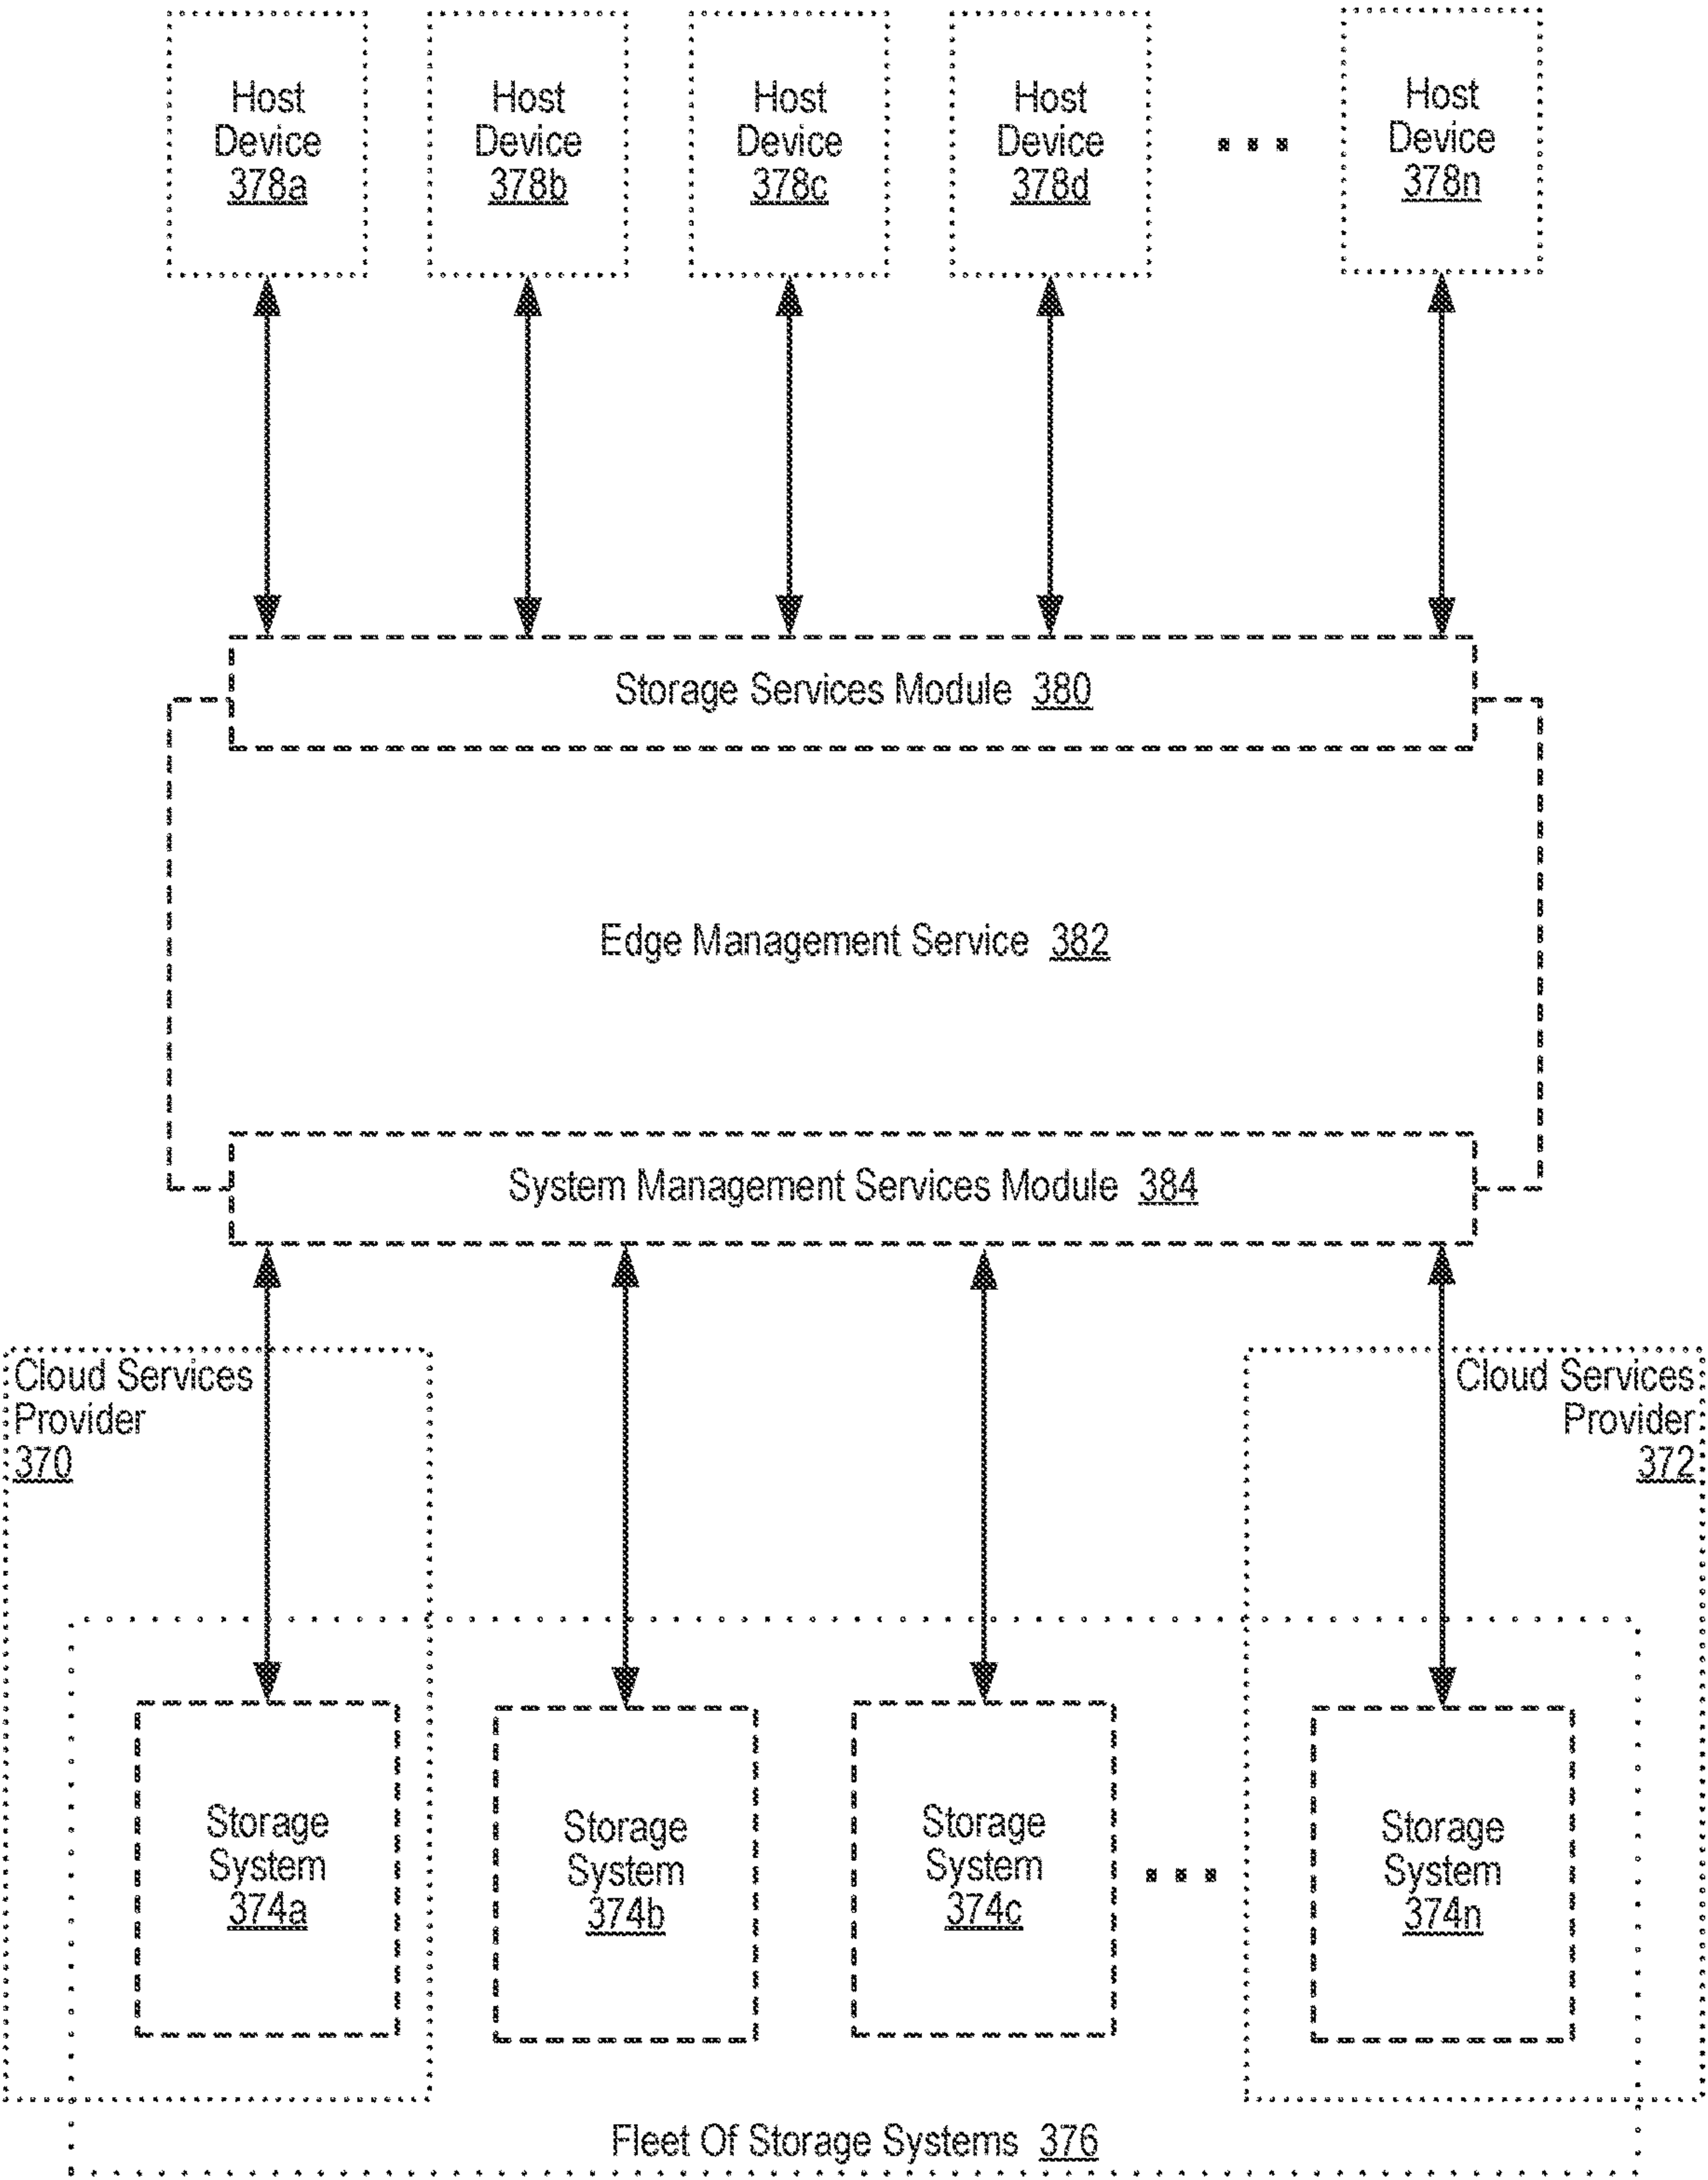 Host
Device
378a
Host
Device
378b
Host
Device
378c
Host
Device
378d
...
Host
Device
378n
Storage Services Module 380
Edge Management Service 382
System Management Services Module 384
Cloud Services
Provider
370
Cloud Services
Provider
372
Storage
System
374a
Storage
System
374b
Storage
System
374c
...
Storage
System
374n
Fleet Of Storage Systems 376